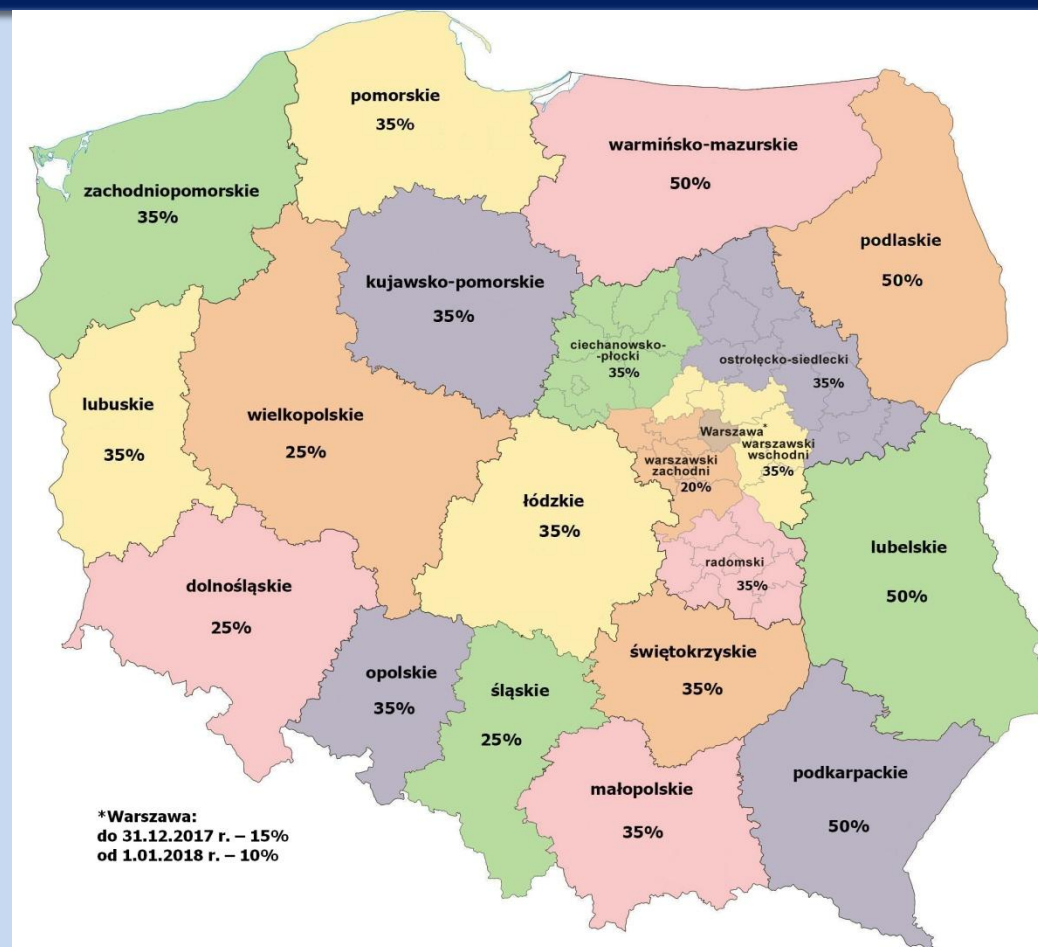 pomorskie
35%
warmińsko-mazurskie
50%
zachodniopomorskie
35%
podlaskie
50%
kujawsko-pomorskie
35%
ciechanowsko-
-płocki
35%
ostrołęcko-siedlecki
35%
lubuskie
35%
wielkopolskie
25%
Warszawa*
warszawski
wschodni
35%
warszawski
zachodni
20%
łódzkie
35%
radomski
35%
lubelskie
50%
dolnośląskie
25%
opolskie
35%
śląskie
25%
świętokrzyskie
35%
małopolskie
35%
podkarpackie
50%
*Warszawa:
do 31.12.2017 r. – 15%
od 1.01.2018 r. – 10%